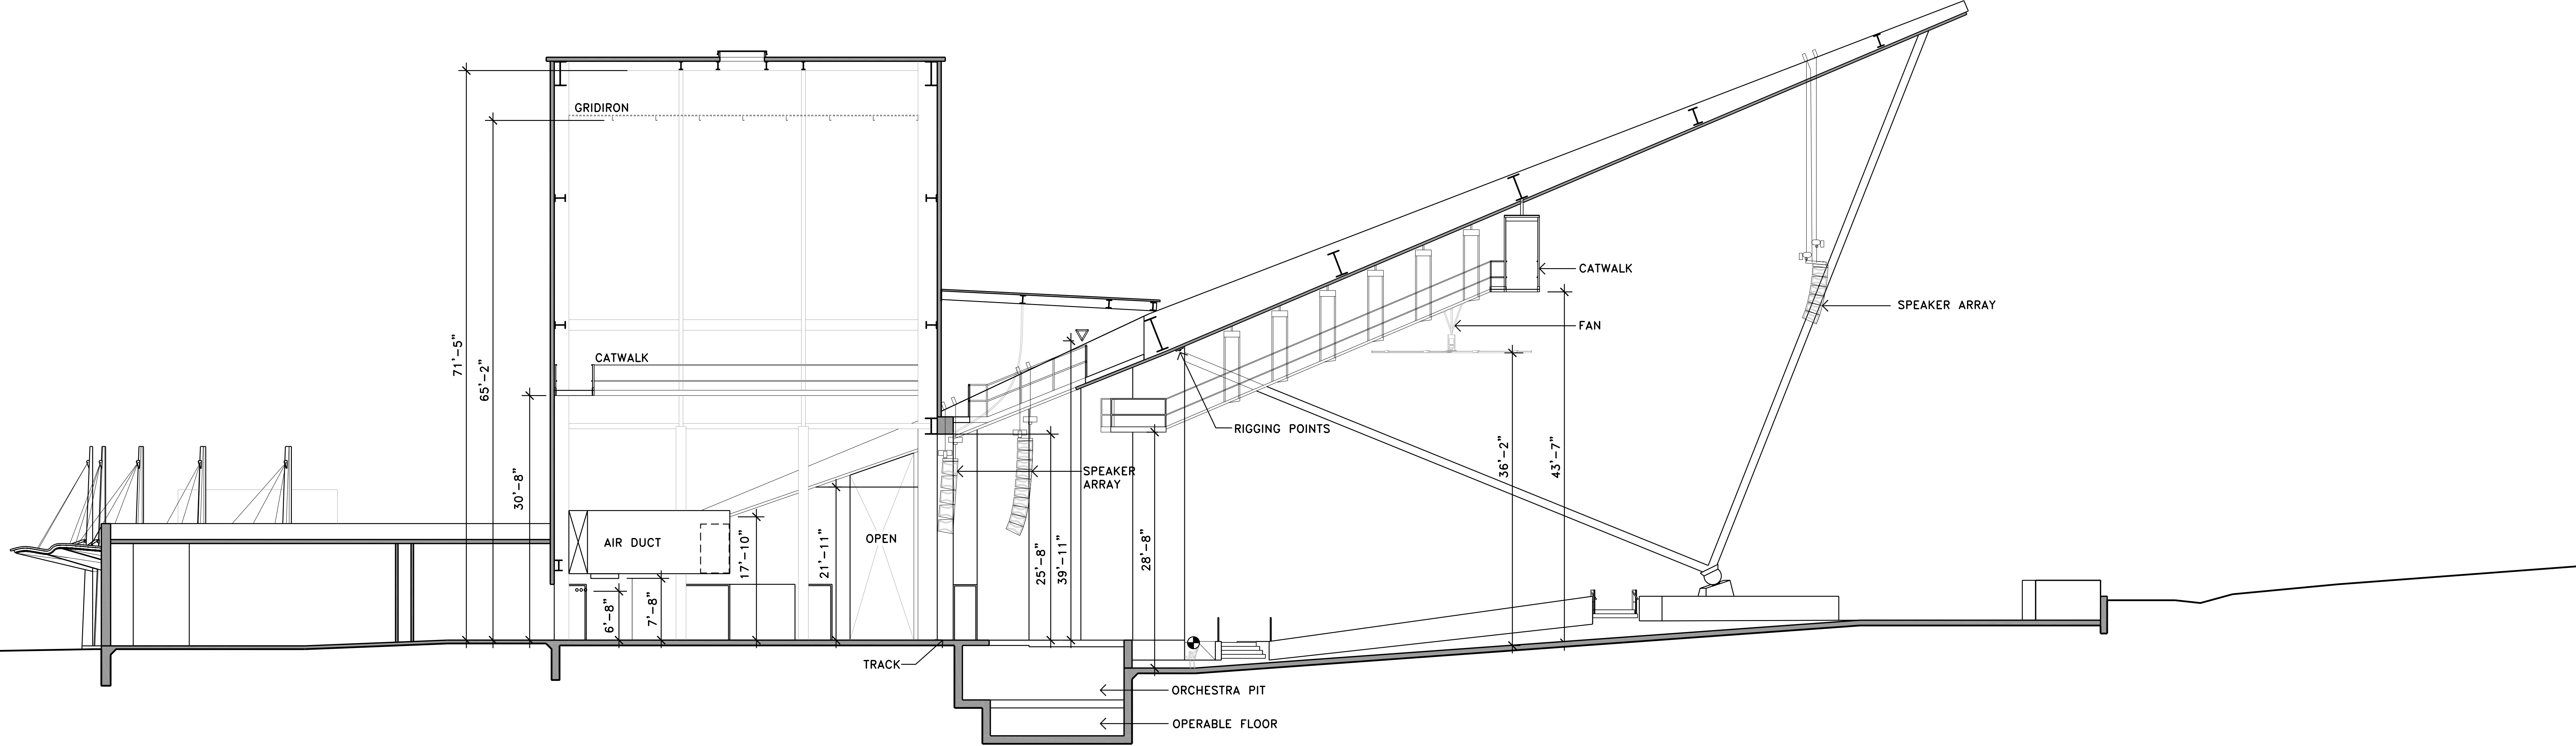 GRIDIRON
71'-5"
65'-2"
CATWALK
30'-8"
AIR DUCT
6'-8"
7'-8"
17'-10"
21'-11"
OPEN
SPEAKER
ARRAY
25'-8"
39'-11"
28'-8"
RIGGING POINTS
CATWALK
FAN
36'-2"
43'-7"
SPEAKER ARRAY
TRACK
ORCHESTRA PIT
OPERABLE FLOOR